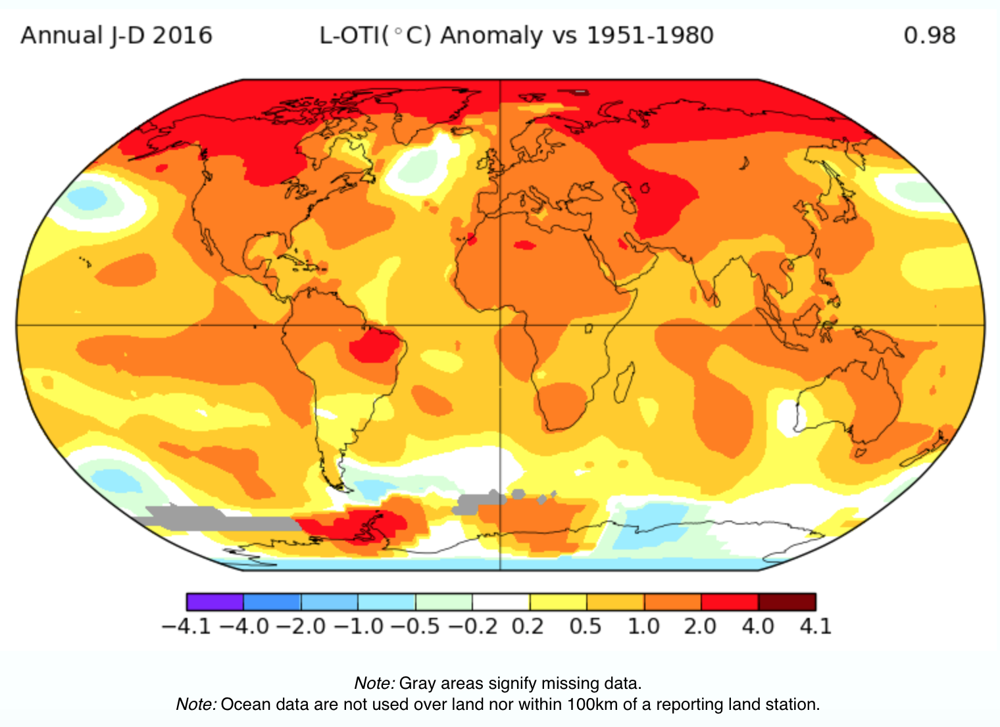 Annual J-D 2016 L-OTI(°C) Anomaly vs 1951-1980 0.98
−4.1 −4.0 −2.0 −1.0 −0.5 −0.2 0.2 0.5 1.0 2.0 4.0 4.1
Note: Gray areas signify missing data.
Note: Ocean data are not used over land nor within 100km of a reporting land station.